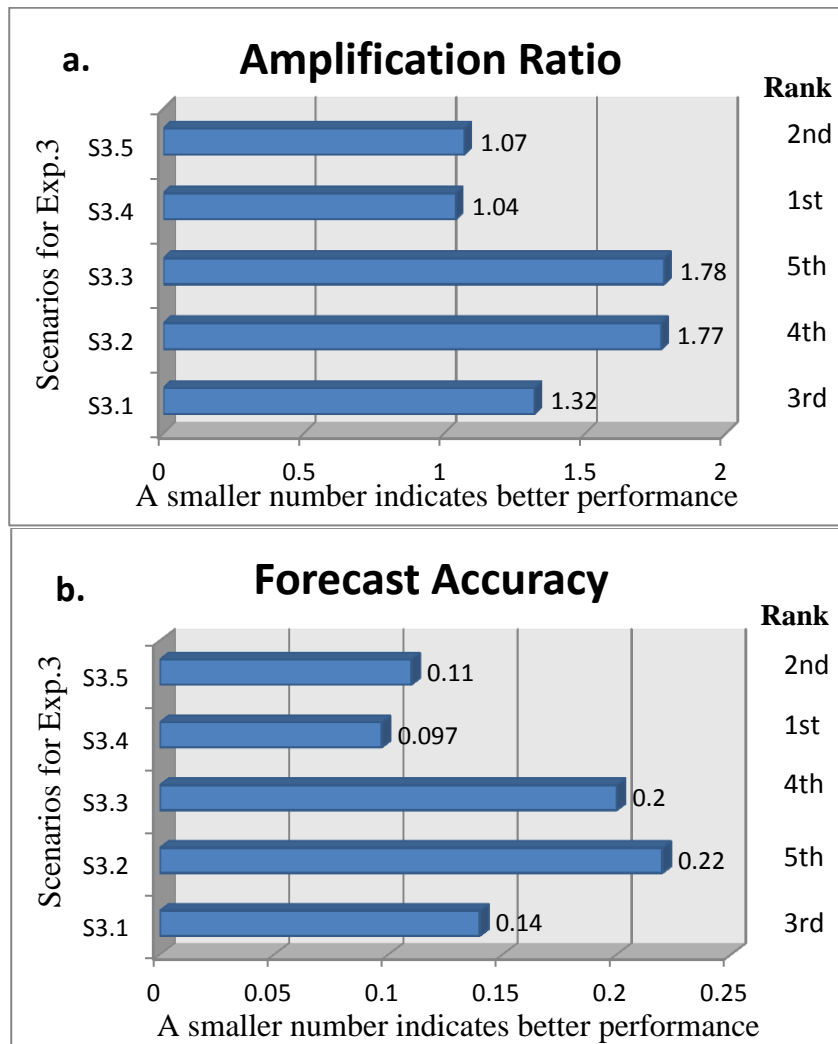 a. Amplification Ratio
Rank
Scenarios for Exp.3
S3.5 1.07 2nd
S3.4 1.04 1st
S3.3 1.78 5th
S3.2 1.77 4th
S3.1 1.32 3rd
0 0.5 1 1.5 2
A smaller number indicates better performance
b. Forecast Accuracy
Rank
Scenarios for Exp.3
S3.5 0.11 2nd
S3.4 0.097 1st
S3.3 0.2 4th
S3.2 0.22 5th
S3.1 0.14 3rd
0 0.05 0.1 0.15 0.2 0.25
A smaller number indicates better performance